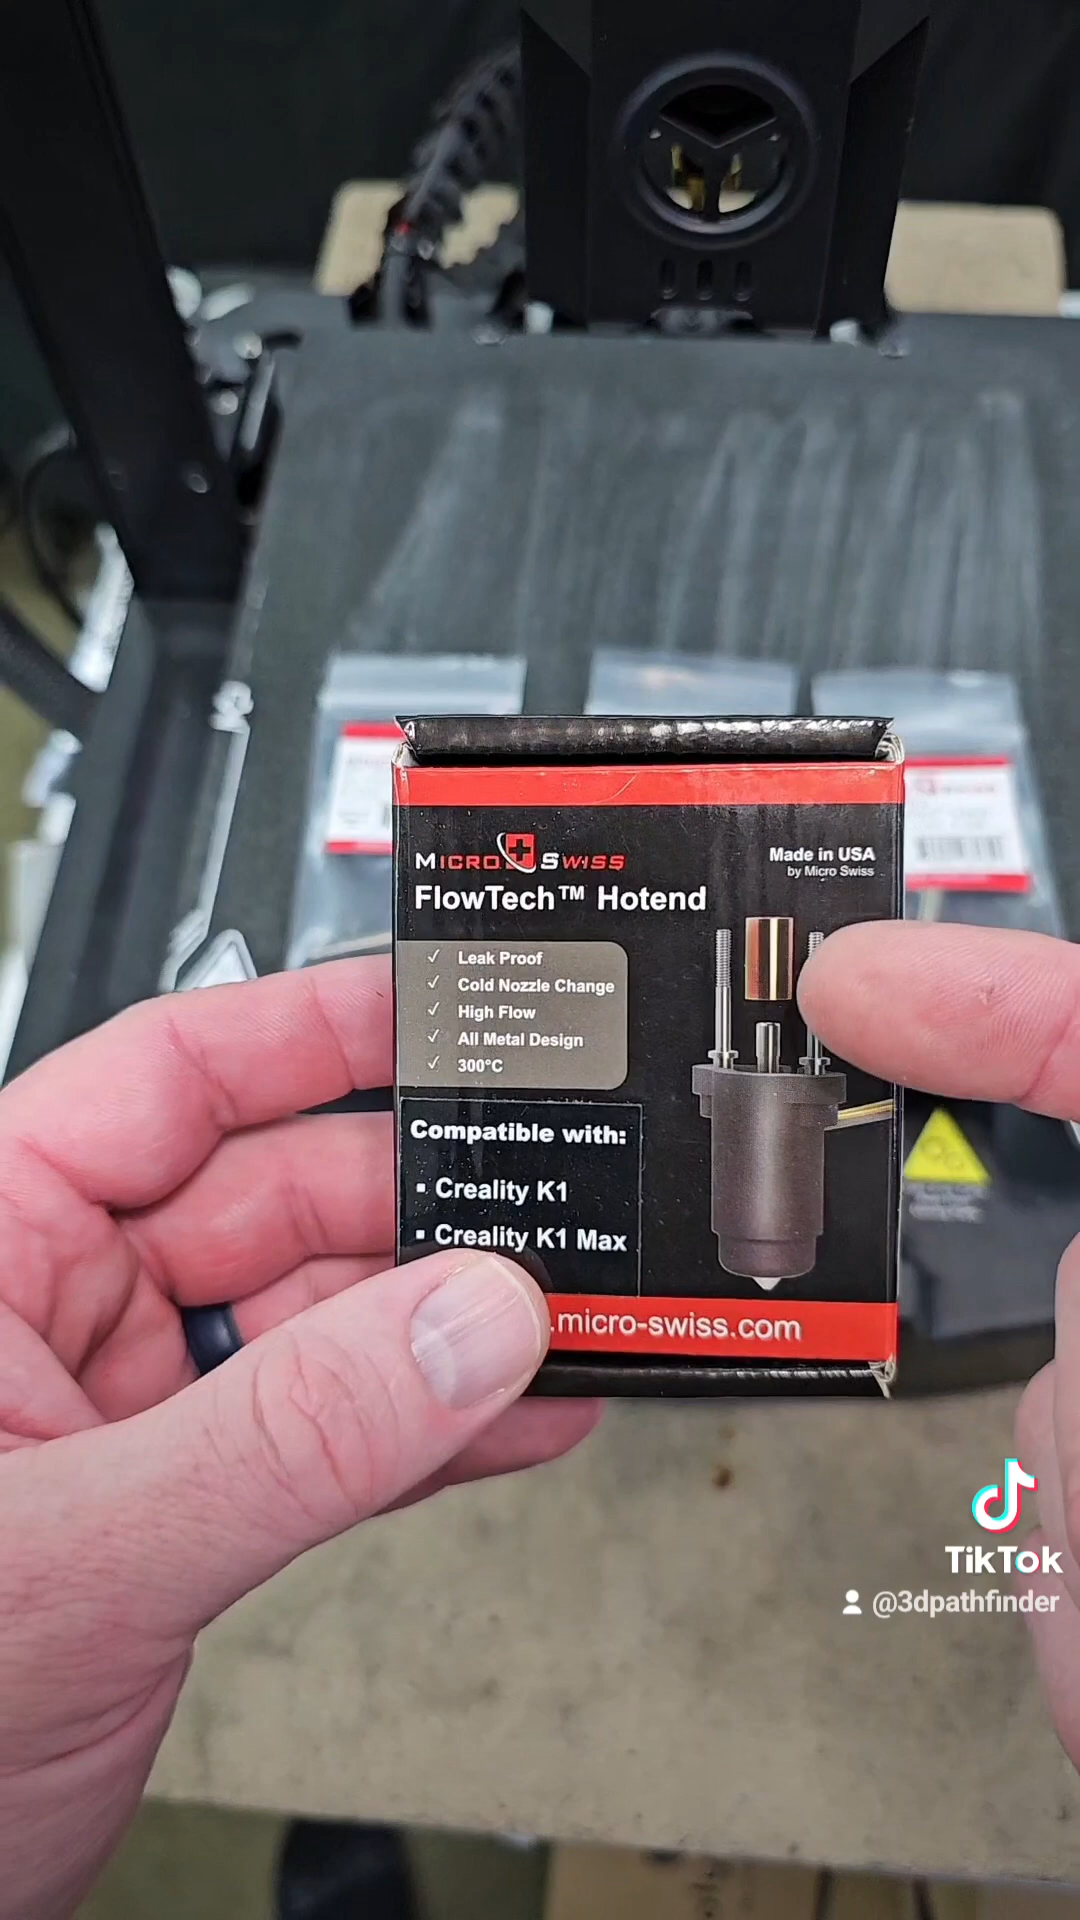 MICRO SWISS
FlowTech™ Hotend
Made in USA
by Micro Swiss
✓ Leak Proof
✓ Cold Nozzle Change
✓ High Flow
✓ All Metal Design
✓ 300°C
Compatible with:
▪ Creality K1
▪ Creality K1 Max
.micro-swiss.com
TikTok
@3dpathfinder